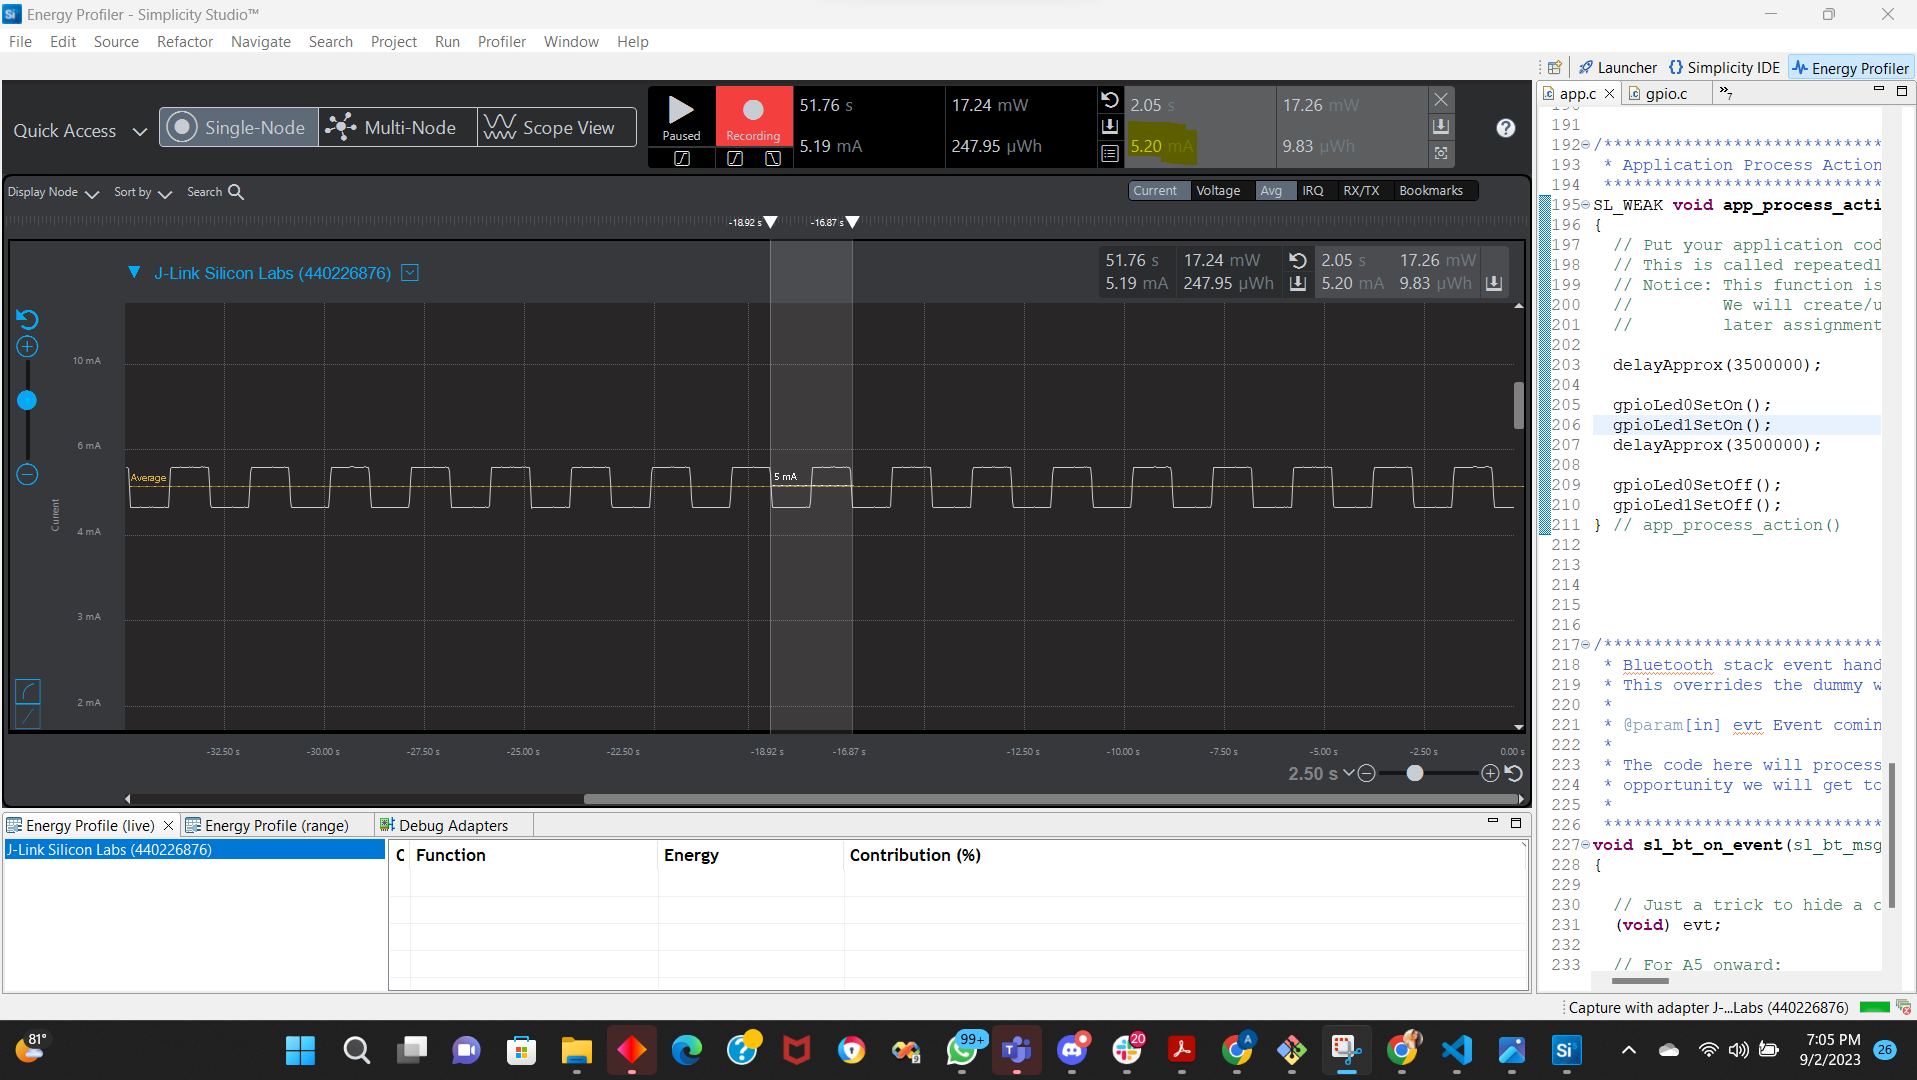 Energy Profiler - Simplicity Studio™
File Edit Source Refactor Navigate Search Project Run Profiler Window Help
Launcher Simplicity IDE Energy Profiler
Quick Access Single-Node Multi-Node Scope View
Paused Recording
51.76 s 17.24 mW
5.19 mA 247.95 µWh
2.05 s 17.26 mW
5.20 mA 9.83 µWh
Display Node Sort by Search
Current Voltage Avg IRQ RX/TX Bookmarks
-18.92 s -16.87 s
J-Link Silicon Labs (440226876)
51.76 s 17.24 mW 2.05 s 17.26 mW
5.19 mA 247.95 µWh 5.20 mA 9.83 µWh
10 mA
6 mA
Average
5 mA
Current
4 mA
3 mA
2 mA
-32.50 s -30.00 s -27.50 s -25.00 s -22.50 s -18.92 s -16.87 s -12.50 s -10.00 s -7.50 s -5.00 s -2.50 s 0.00 s
2.50 s
Energy Profile (live) Energy Profile (range) Debug Adapters
J-Link Silicon Labs (440226876)
C Function Energy Contribution (%)
app.c gpio.c »7
190
191
192 /****************************
193 * Application Process Action
194 ****************************
195 SL_WEAK void app_process_acti
196 {
197 // Put your application cod
198 // This is called repeatedl
199 // Notice: This function is
200 // We will create/u
201 // later assignment
202
203 delayApprox(3500000);
204
205 gpioLed0SetOn();
206 gpioLed1SetOn();
207 delayApprox(3500000);
208
209 gpioLed0SetOff();
210 gpioLed1SetOff();
211 } // app_process_action()
212
213
214
215
216
217 /****************************
218 * Bluetooth stack event hand
219 * This overrides the dummy w
220 *
221 * @param[in] evt Event comin
222 *
223 * The code here will process
224 * opportunity we will get to
225 *
226 ****************************
227 void sl_bt_on_event(sl_bt_msg
228 {
229
230 // Just a trick to hide a c
231 (void) evt;
232
233 // For A5 onward:
Capture with adapter J-...Labs (440226876)
81°
99+
20
7:05 PM
9/2/2023
26